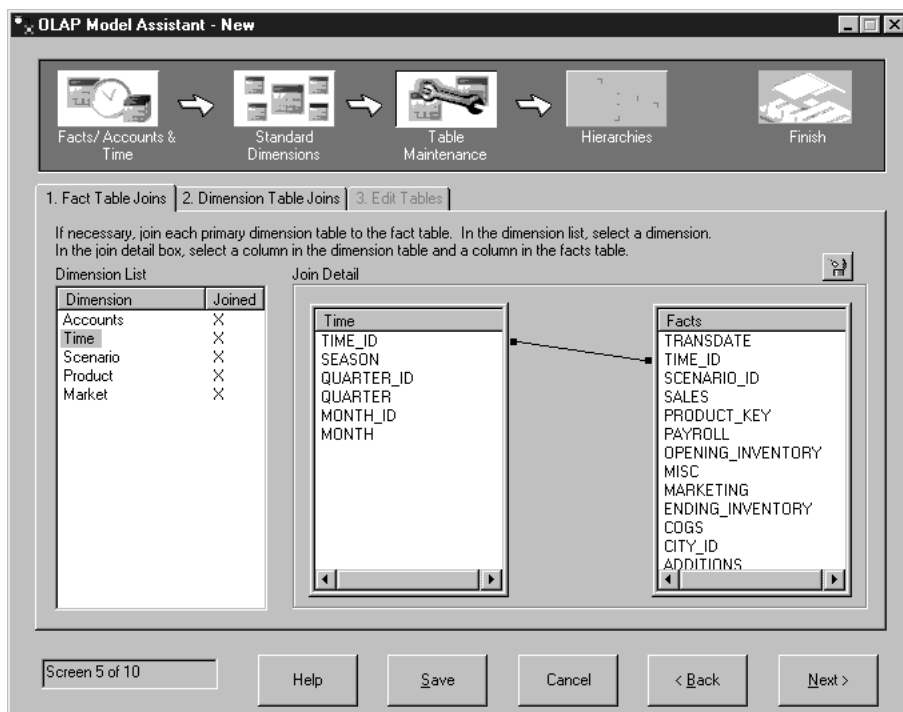 OLAP Model Assistant - New
Facts/ Accounts & Time
Standard Dimensions
Table Maintenance
Hierarchies
Finish
1. Fact Table Joins
2. Dimension Table Joins
3. Edit Tables
If necessary, join each primary dimension table to the fact table. In the dimension list, select a dimension.
In the join detail box, select a column in the dimension table and a column in the facts table.
Dimension List
Dimension Joined
Accounts X
Time X
Scenario X
Product X
Market X
Join Detail
Time
TIME_ID
SEASON
QUARTER_ID
QUARTER
MONTH_ID
MONTH
Facts
TRANSDATE
TIME_ID
SCENARIO_ID
SALES
PRODUCT_KEY
PAYROLL
OPENING_INVENTORY
MISC
MARKETING
ENDING_INVENTORY
COGS
CITY_ID
ADDITIONS
Screen 5 of 10
Help
Save
Cancel
< Back
Next >